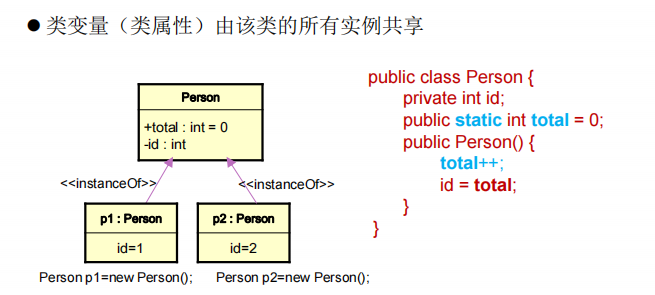 ● 类变量（类属性）由该类的所有实例共享
Person
+total : int = 0
-id : int
<<instanceOf>>
<<instanceOf>>
p1 : Person
id=1
p2 : Person
id=2
Person p1=new Person();
Person p2=new Person();
public class Person {
private int id;
public static int total = 0;
public Person() {
total++;
id = total;
}
}